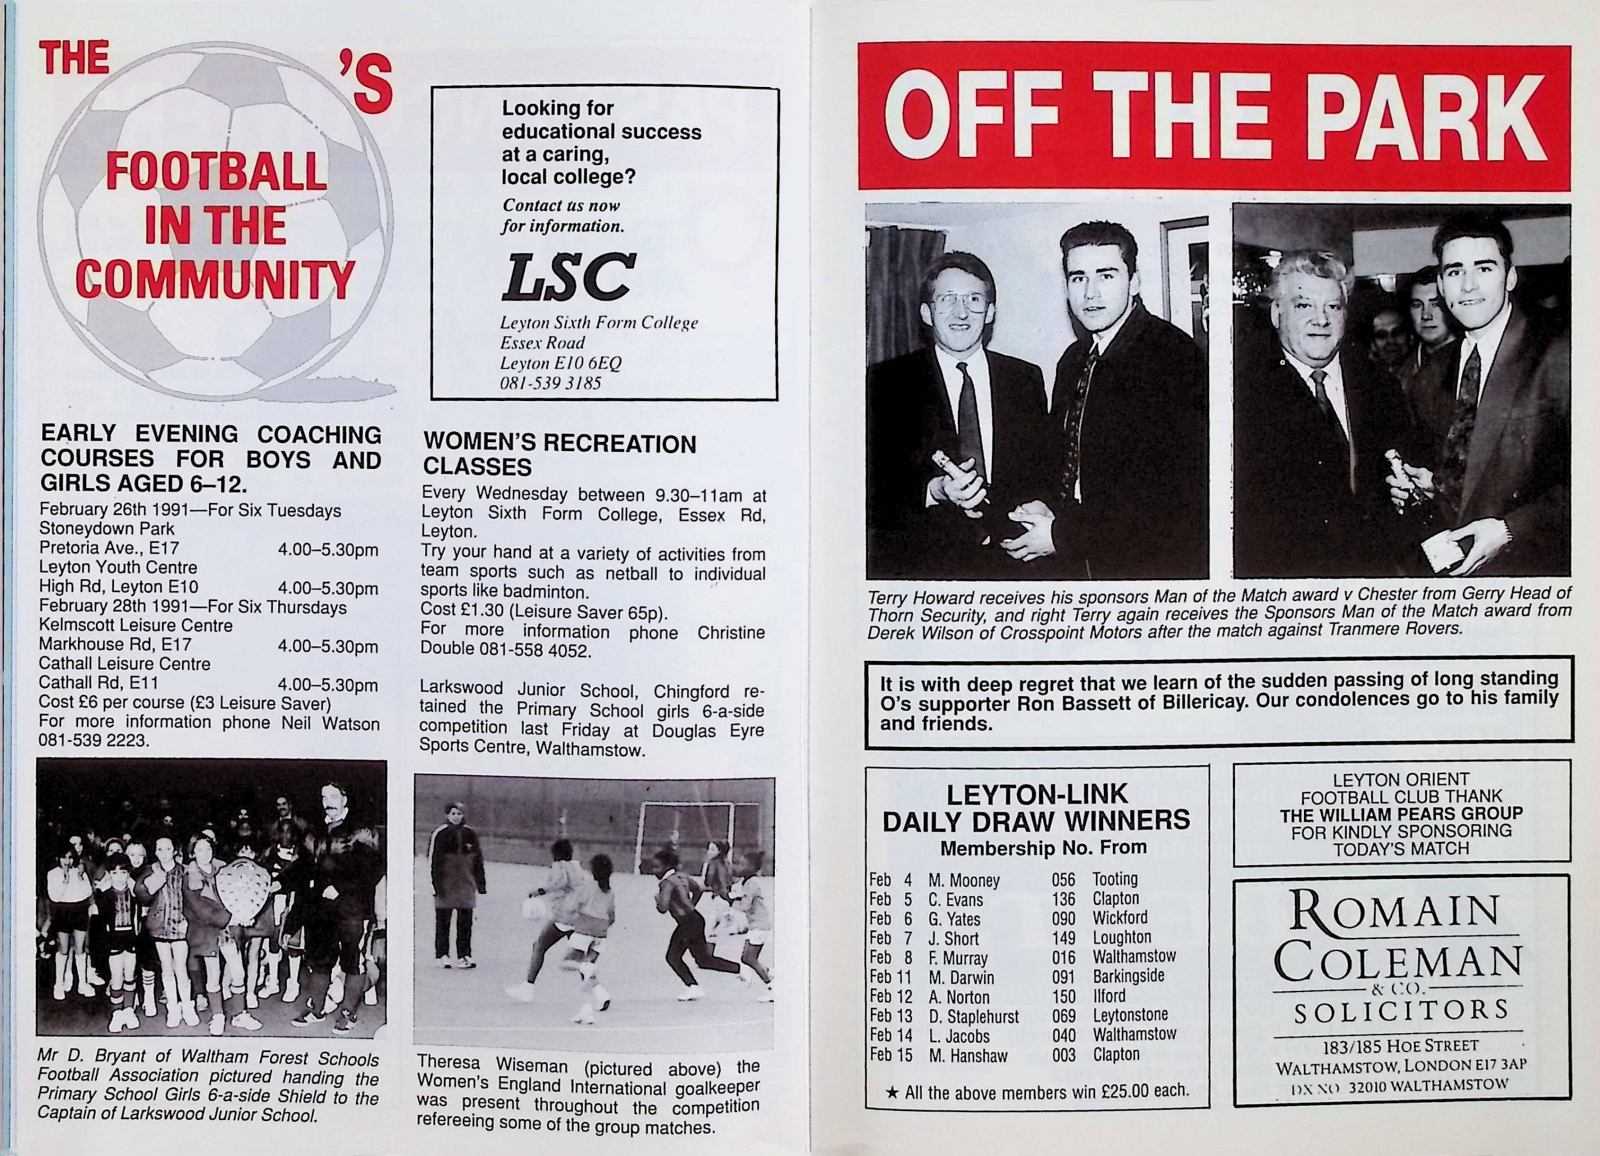 THE 'S
FOOTBALL
IN THE
COMMUNITY
EARLY EVENING COACHING
COURSES FOR BOYS AND
GIRLS AGED 6–12.
February 26th 1991—For Six Tuesdays
Stoneydown Park
Pretoria Ave., E17 4.00–5.30pm
Leyton Youth Centre
High Rd, Leyton E10 4.00–5.30pm
February 28th 1991—For Six Thursdays
Kelmscott Leisure Centre
Markhouse Rd, E17 4.00–5.30pm
Cathall Leisure Centre
Cathall Rd, E11 4.00–5.30pm
Cost £6 per course (£3 Leisure Saver)
For more information phone Neil Watson
081-539 2223.
Mr D. Bryant of Waltham Forest Schools
Football Association pictured handing the
Primary School Girls 6-a-side Shield to the
Captain of Larkswood Junior School.
Looking for
educational success
at a caring,
local college?
Contact us now
for information.
LSC
Leyton Sixth Form College
Essex Road
Leyton E10 6EQ
081-539 3185
WOMEN'S RECREATION
CLASSES
Every Wednesday between 9.30–11am at
Leyton Sixth Form College, Essex Rd,
Leyton.
Try your hand at a variety of activities from
team sports such as netball to individual
sports like badminton.
Cost £1.30 (Leisure Saver 65p).
For more information phone Christine
Double 081-558 4052.
Larkswood Junior School, Chingford re-
tained the Primary School girls 6-a-side
competition last Friday at Douglas Eyre
Sports Centre, Walthamstow.
Theresa Wiseman (pictured above) the
Women's England International goalkeeper
was present throughout the competition
refereeing some of the group matches.
OFF THE PARK
Terry Howard receives his sponsors Man of the Match award v Chester from Gerry Head of
Thorn Security, and right Terry again receives the Sponsors Man of the Match award from
Derek Wilson of Crosspoint Motors after the match against Tranmere Rovers.
It is with deep regret that we learn of the sudden passing of long standing
O's supporter Ron Bassett of Billericay. Our condolences go to his family
and friends.
LEYTON-LINK
DAILY DRAW WINNERS
Membership No. From
Feb 4 M. Mooney 056 Tooting
Feb 5 C. Evans 136 Clapton
Feb 6 G. Yates 090 Wickford
Feb 7 J. Short 149 Loughton
Feb 8 F. Murray 016 Walthamstow
Feb 11 M. Darwin 091 Barkingside
Feb 12 A. Norton 150 Ilford
Feb 13 D. Staplehurst 069 Leytonstone
Feb 14 L. Jacobs 040 Walthamstow
Feb 15 M. Hanshaw 003 Clapton
★ All the above members win £25.00 each.
LEYTON ORIENT
FOOTBALL CLUB THANK
THE WILLIAM PEARS GROUP
FOR KINDLY SPONSORING
TODAY'S MATCH
ROMAIN
COLEMAN
& CO.
SOLICITORS
183/185 HOE STREET
WALTHAMSTOW, LONDON E17 3AP
DX NO 32010 WALTHAMSTOW